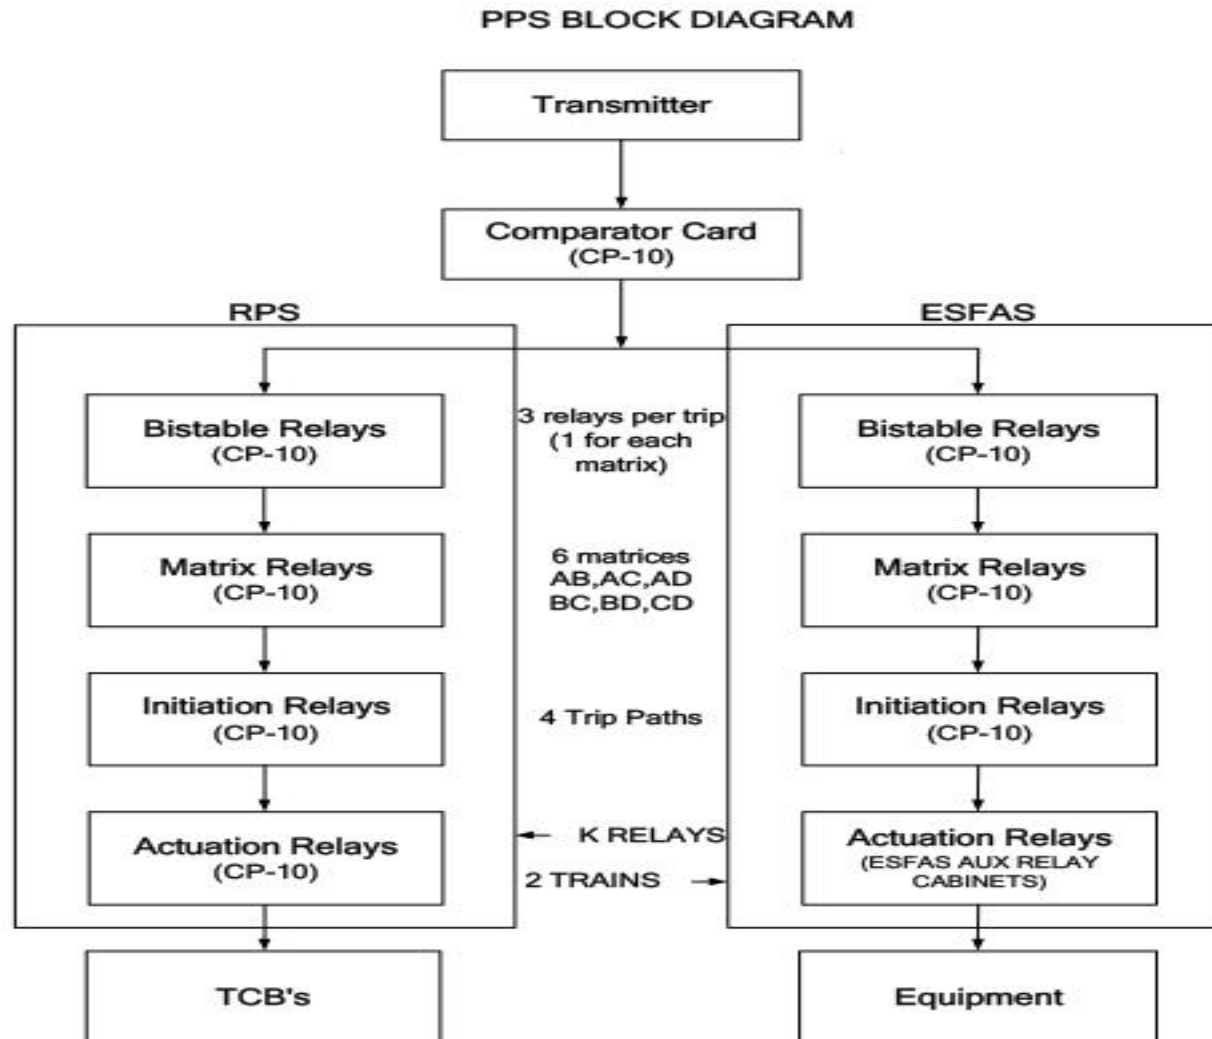 PPS BLOCK DIAGRAM
Transmitter
Comparator Card
(CP-10)
RPS
ESFAS
Bistable Relays
(CP-10)
3 relays per trip
(1 for each
matrix)
Bistable Relays
(CP-10)
Matrix Relays
(CP-10)
6 matrices
AB,AC,AD
BC,BD,CD
Matrix Relays
(CP-10)
Initiation Relays
(CP-10)
4 Trip Paths
Initiation Relays
(CP-10)
Actuation Relays
(CP-10)
K RELAYS
2 TRAINS
Actuation Relays
(ESFAS AUX RELAY
CABINETS)
TCB's
Equipment